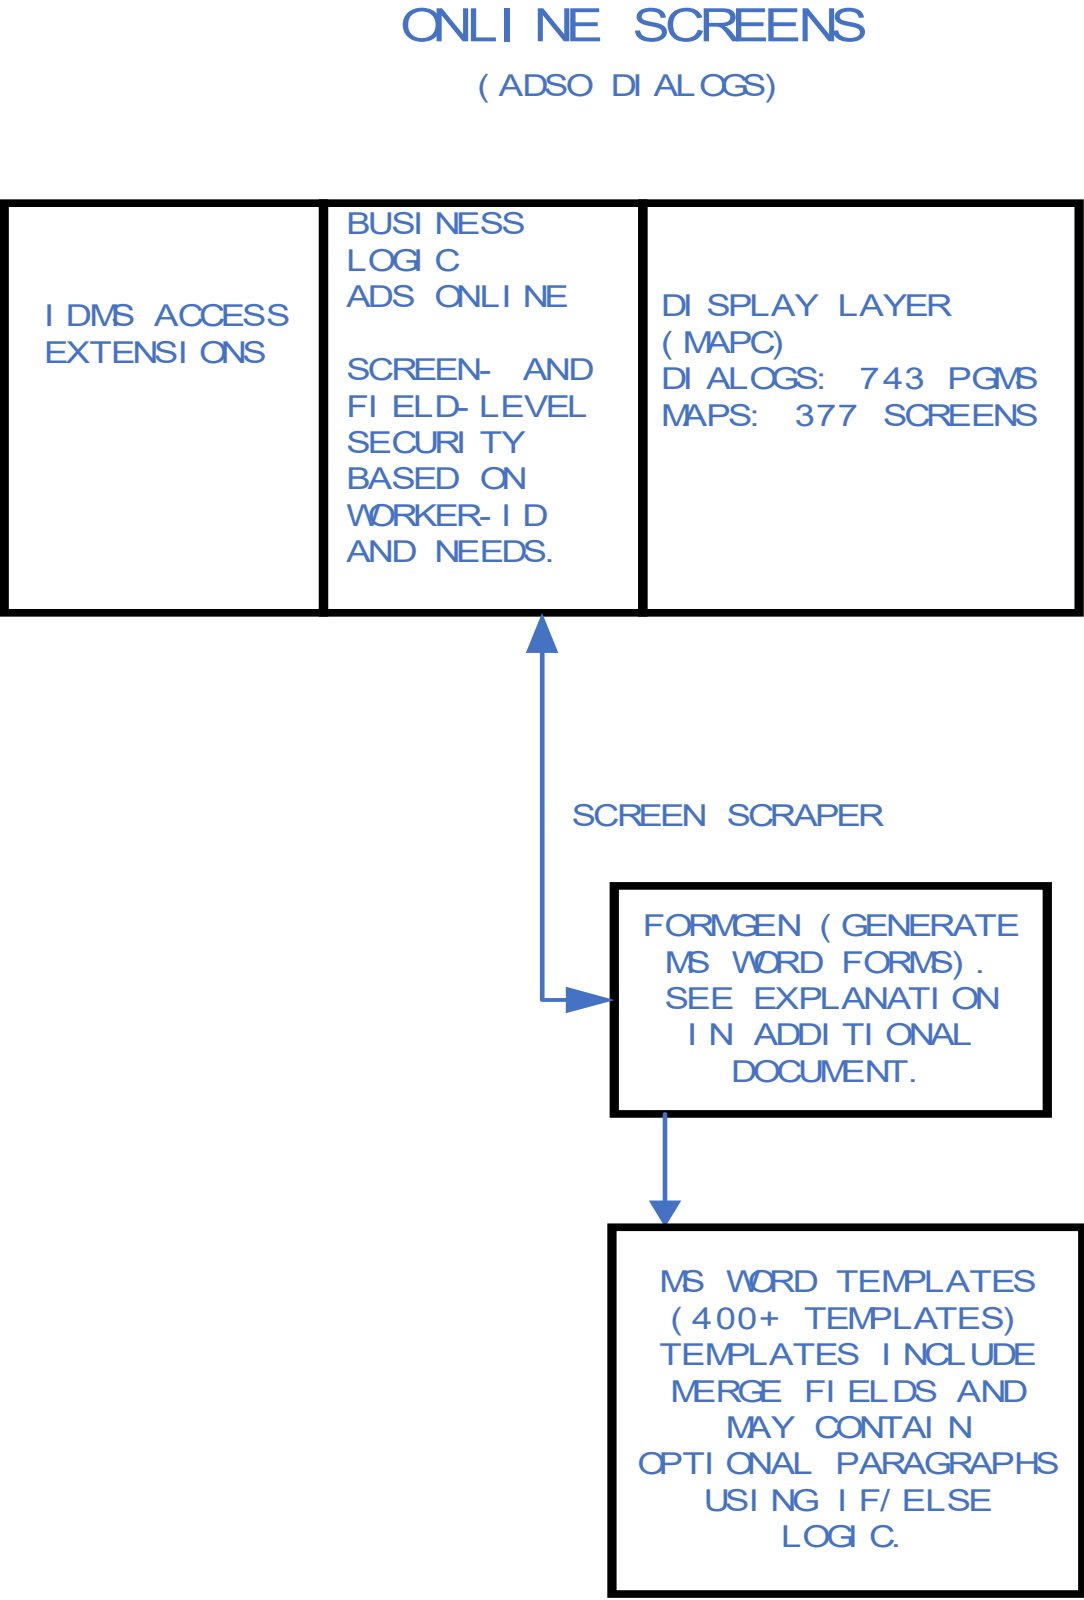 ONLINE SCREENS
(ADSO DIALOGS)
IDMS ACCESS
EXTENSIONS
BUSINESS
LOGIC
ADS ONLINE
SCREEN- AND
FIELD-LEVEL
SECURITY
BASED ON
WORKER-ID
AND NEEDS.
DISPLAY LAYER
(MAPC)
DIALOGS: 743 PGMS
MAPS: 377 SCREENS
SCREEN SCRAPER
FORMGEN (GENERATE
MS WORD FORMS).
SEE EXPLANATION
IN ADDITIONAL
DOCUMENT.
MS WORD TEMPLATES
(400+ TEMPLATES)
TEMPLATES INCLUDE
MERGE FIELDS AND
MAY CONTAIN
OPTIONAL PARAGRAPHS
USING IF/ELSE
LOGIC.